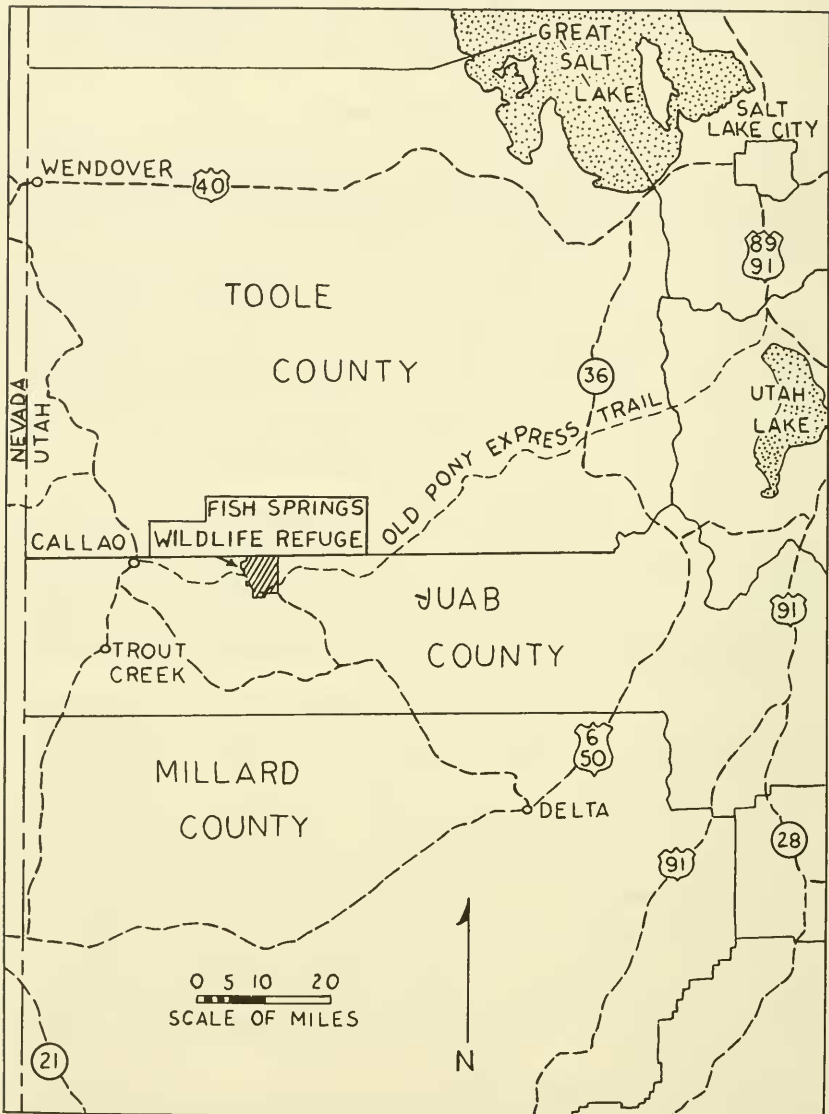 GREAT
SALT
LAKE
SALT
LAKE CITY
WENDOVER
40
89
91
TOOLE
COUNTY
NEVADA
UTAH
36
UTAH
LAKE
OLD PONY EXPRESS TRAIL
FISH SPRINGS
WILDLIFE REFUGE
CALLAO
JUAB
COUNTY
91
TROUT
CREEK
6
50
MILLARD
COUNTY
DELTA
28
91
0 5 10 20
SCALE OF MILES
N
21